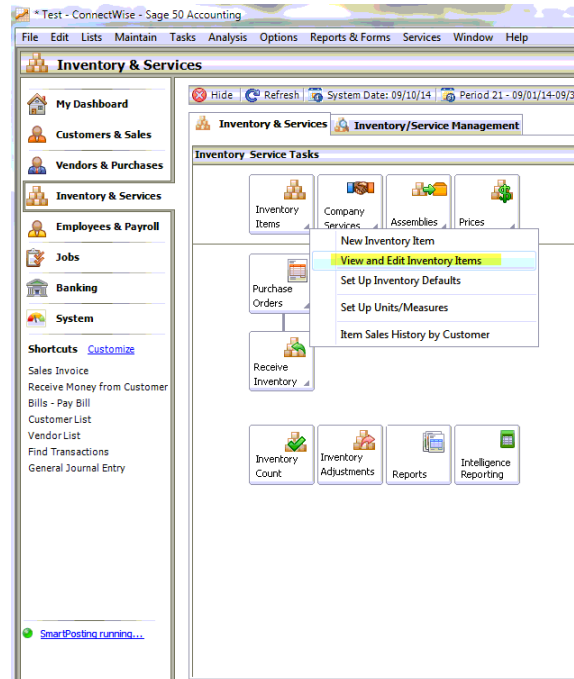 * Test - ConnectWise - Sage 50 Accounting
File Edit Lists Maintain Tasks Analysis Options Reports & Forms Services Window Help
Inventory & Services
Hide Refresh System Date: 09/10/14 Period 21 - 09/01/14-09/3
My Dashboard
Customers & Sales
Vendors & Purchases
Inventory & Services
Employees & Payroll
Jobs
Banking
System
Shortcuts Customize
Sales Invoice
Receive Money from Customer
Bills - Pay Bill
Customer List
Vendor List
Find Transactions
General Journal Entry
SmartPosting running...
Inventory & Services Inventory/Service Management
Inventory Service Tasks
Inventory
Items
Company
Services
Assemblies
Prices
New Inventory Item
View and Edit Inventory Items
Set Up Inventory Defaults
Set Up Units/Measures
Item Sales History by Customer
Purchase
Orders
Receive
Inventory
Inventory
Count
Inventory
Adjustments
Reports
Intelligence
Reporting